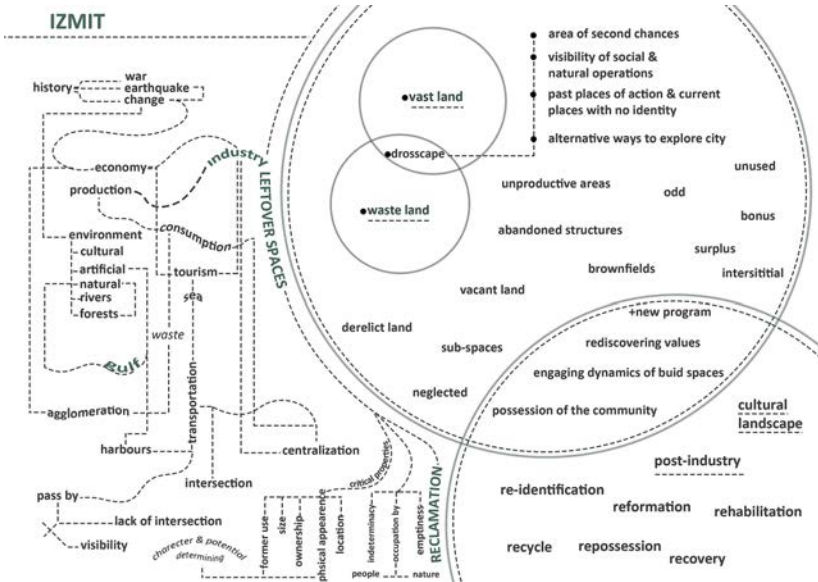 IZMIT
history
war
earthquake
change
economy
industry
production
consumption
environment
cultural
artificial
natural
rivers
forests
tourism
sea
waste
gulf
agglomeration
transportation
harbours
centralization
intersection
pass by
lack of intersection
visibility
charecter & potential
determining
LEFTOVER SPACES
vast land
drosscape
waste land
area of second chances
visibility of social &
natural operations
past places of action & current
places with no identity
alternative ways to explore city
unused
unproductive areas
odd
bonus
abandoned structures
surplus
brownfields
intersitital
vacant land
derelict land
sub-spaces
neglected
+new program
rediscovering values
engaging dynamics of buid spaces
possession of the community
critical properties
former use
size
ownership
phsical appearence
location
indeterminacy
occupation by
emptiness
people
nature
RECLAMATION
cultural
landscape
post-industry
re-identification
reformation
rehabilitation
recycle
repossession
recovery